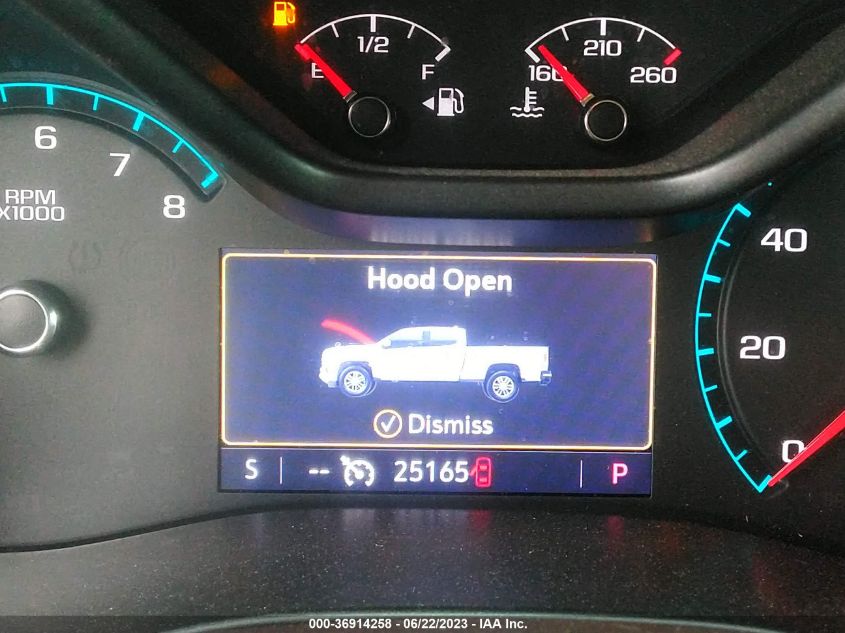 1/2
E
F
210
160
260
6
7
8
RPM
X1000
Hood Open
Dismiss
S
--
25165
P
40
20
0
000-36914258 - 06/22/2023 - IAA Inc.